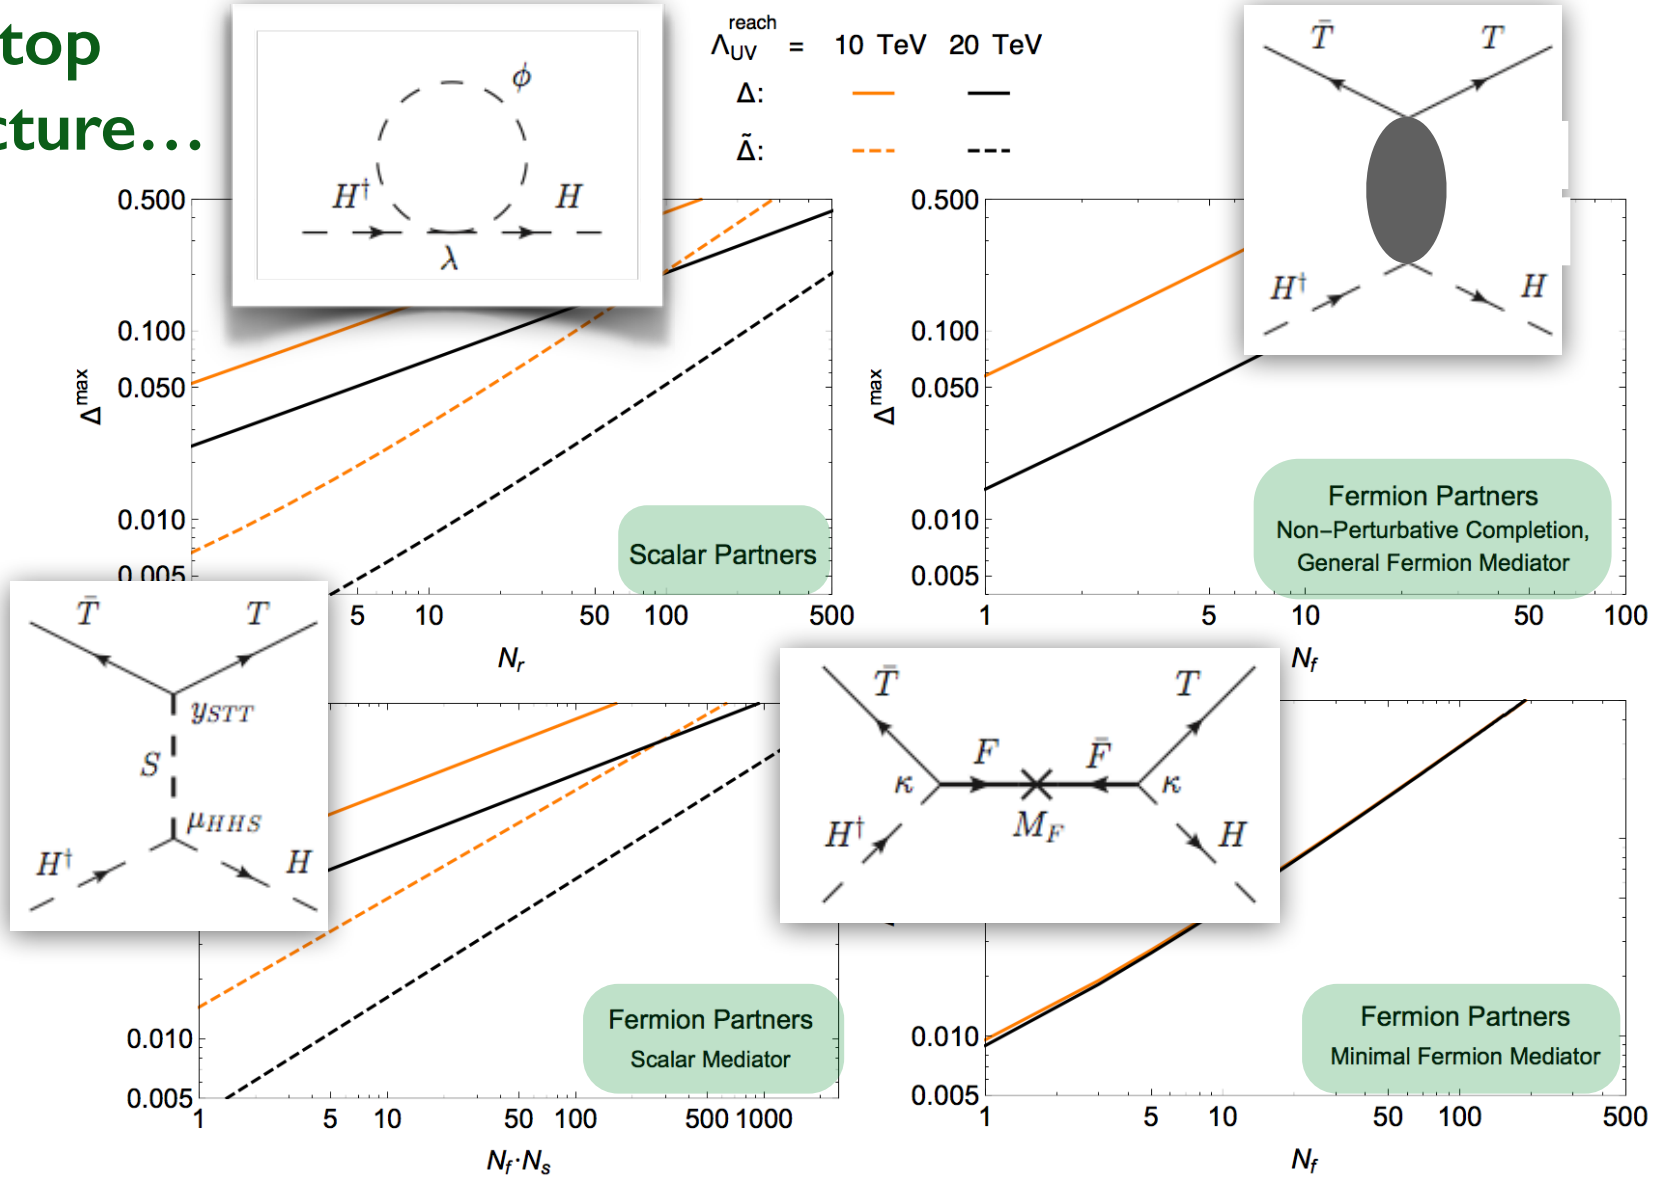 top
cture...
ϕ
H† H
λ
Λ_UV^reach = 10 TeV 20 TeV
Δ:
Δ̃:
T̄ T
H† H
0.500
0.100
0.050
0.010
0.005
Δ^max
5 10 50 100 500
N_r
Scalar Partners
0.500
0.100
0.050
0.010
0.005
Δ^max
1 5 10 50 100
N_f
Fermion Partners
Non–Perturbative Completion,
General Fermion Mediator
T̄ T
y_STT
S
μ_HHS
H† H
0.010
0.005
1 5 10 50 100 500 1000
N_f·N_s
Fermion Partners
Scalar Mediator
T̄ T
F F̄
κ κ
M_F
H† H
0.010
0.005
1 5 10 50 100 500
N_f
Fermion Partners
Minimal Fermion Mediator